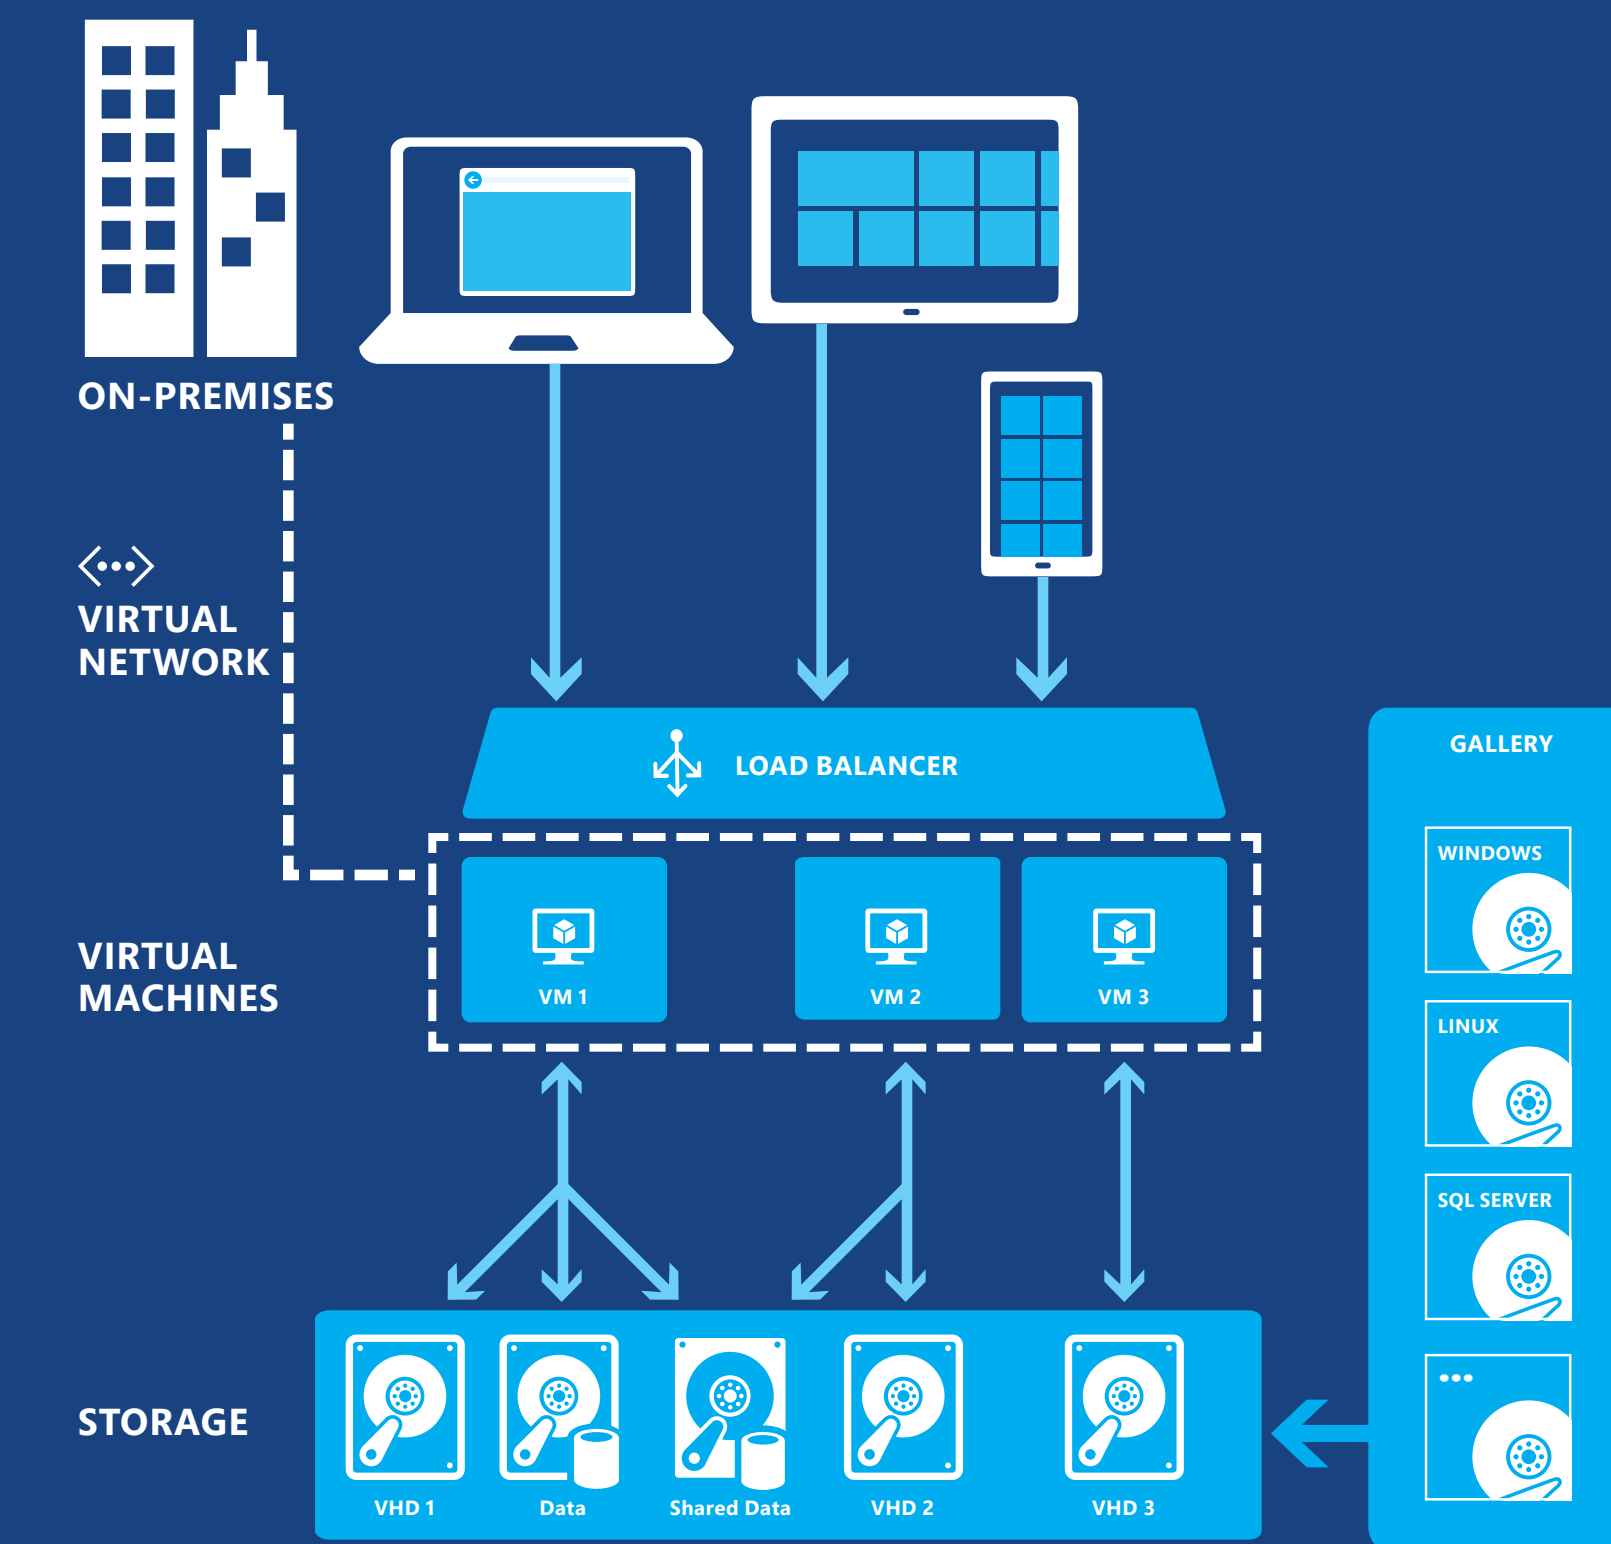 ON-PREMISES
VIRTUAL
NETWORK
LOAD BALANCER
GALLERY
WINDOWS
VM 1
VM 2
VM 3
VIRTUAL
MACHINES
LINUX
SQL SERVER
STORAGE
VHD 1
Data
Shared Data
VHD 2
VHD 3